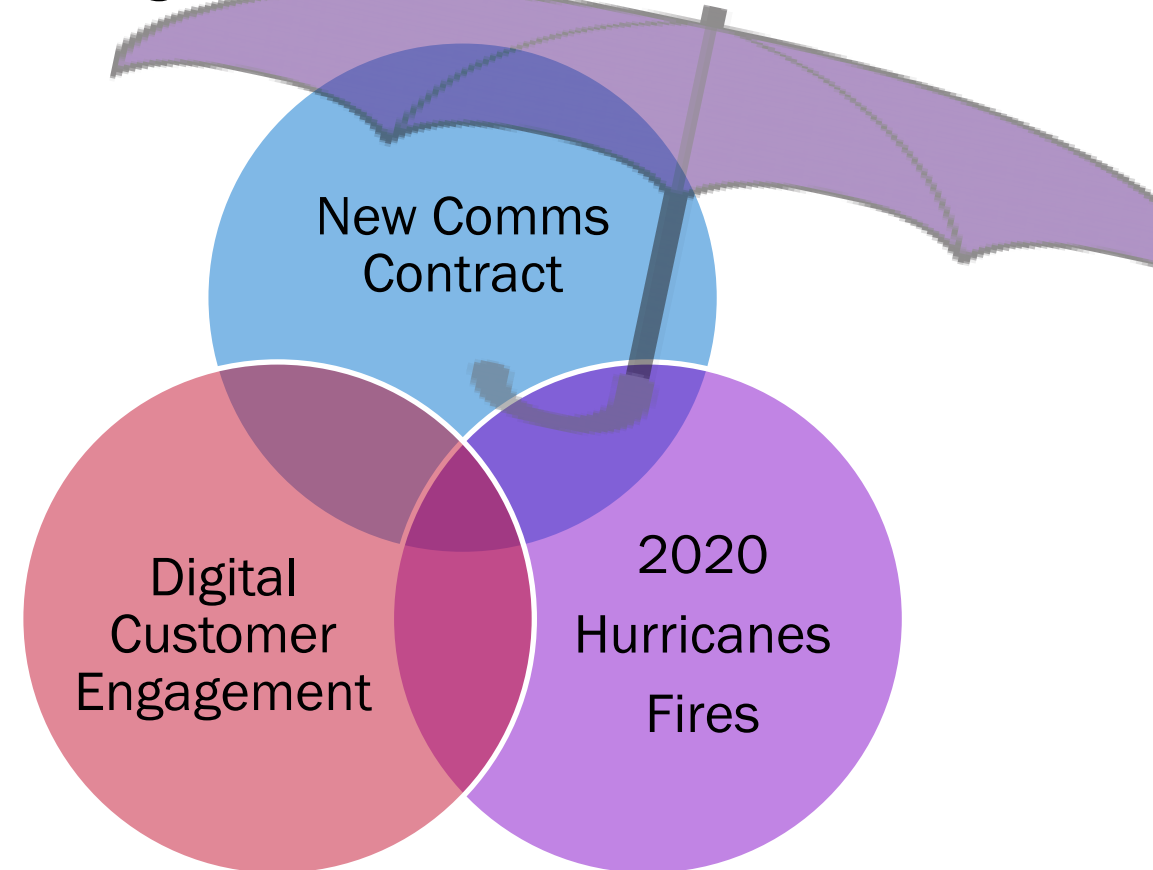 New Comms
Contract
Digital
Customer
Engagement
2020
Hurricanes
Fires